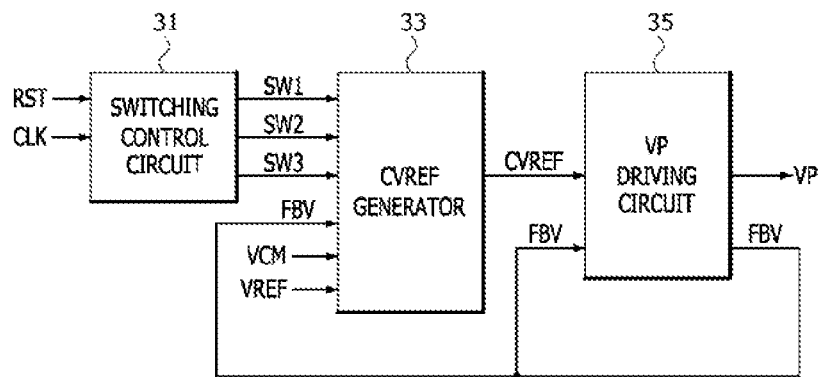 31
33
35
RST
CLK
SWITCHING
CONTROL
CIRCUIT
SW1
SW2
SW3
FBV
VCM
VREF
CVREF
GENERATOR
CVREF
FBV
VP
DRIVING
CIRCUIT
VP
FBV